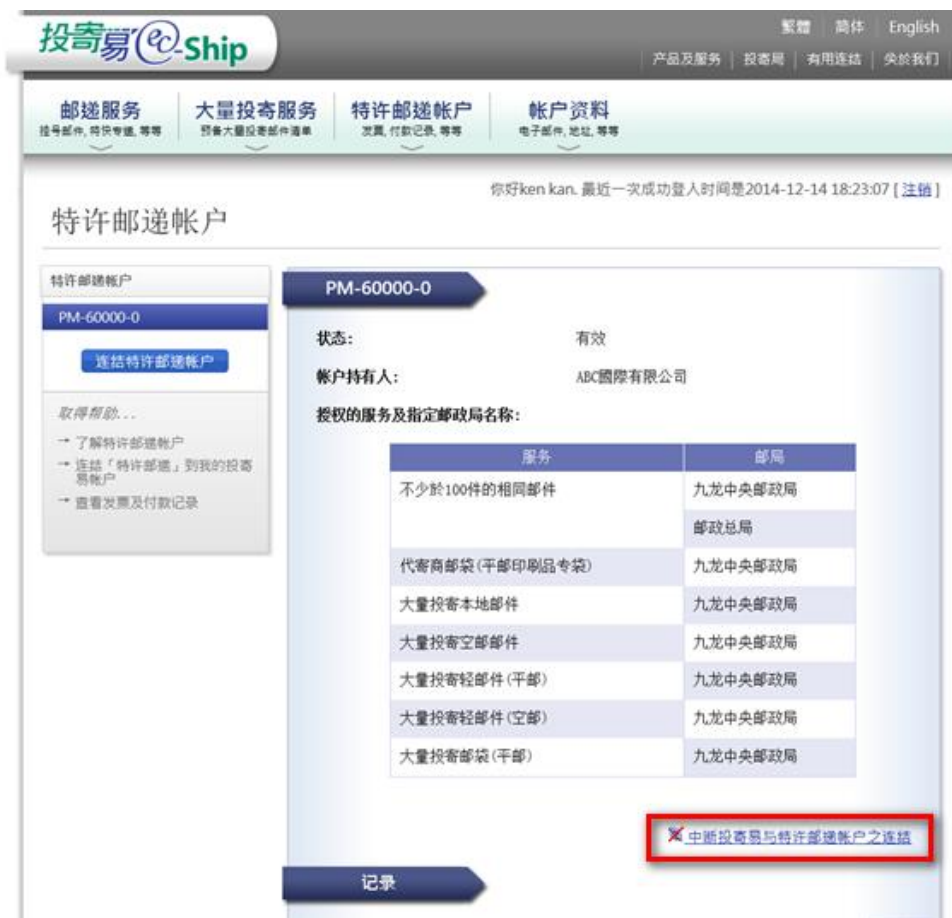 投寄易 ec-Ship
繁體 简体 English
产品及服务 投寄局 有用连结 关於我们
邮递服务 大量投寄服务 特许邮递帐户 帐户资料
挂号邮件, 特快专递, 等等 预备大量投寄邮件清单 发票, 付款记录, 等等 电子邮件, 地址, 等等
你好ken kan. 最近一次成功登入时间是2014-12-14 18:23:07 [ 注销 ]
特许邮递帐户
特许邮递帐户
PM-60000-0
连结特许邮递帐户
取得帮助...
了解特许邮递帐户
连结「特许邮递」到我的投寄
易帐户
查看发票及付款记录
PM-60000-0
状态: 有效
帐户持有人: ABC國際有限公司
授权的服务及指定邮政局名称:
服务 邮局
不少於100件的相同邮件 九龙中央邮政局
邮政总局
代寄商邮袋(平邮印刷品专袋) 九龙中央邮政局
大量投寄本地邮件 九龙中央邮政局
大量投寄空邮邮件 九龙中央邮政局
大量投寄轻邮件(平邮) 九龙中央邮政局
大量投寄轻邮件(空邮) 九龙中央邮政局
大量投寄邮袋(平邮) 九龙中央邮政局
中断投寄易与特许邮递帐户之连结
记录